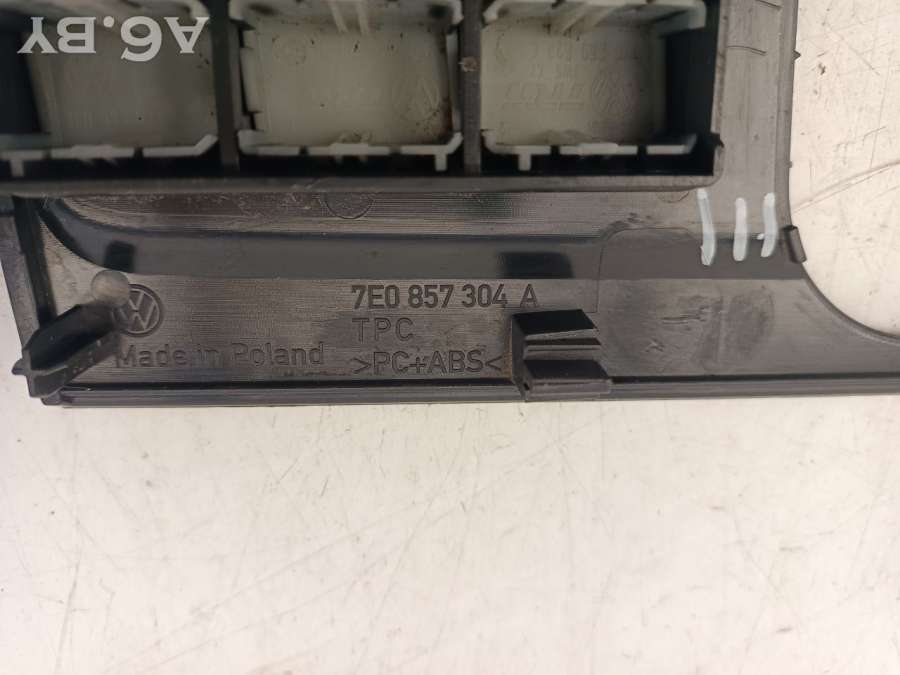 A6.BY
7E0 857 304 A
TPC
Made in Poland
>PC+ABS<